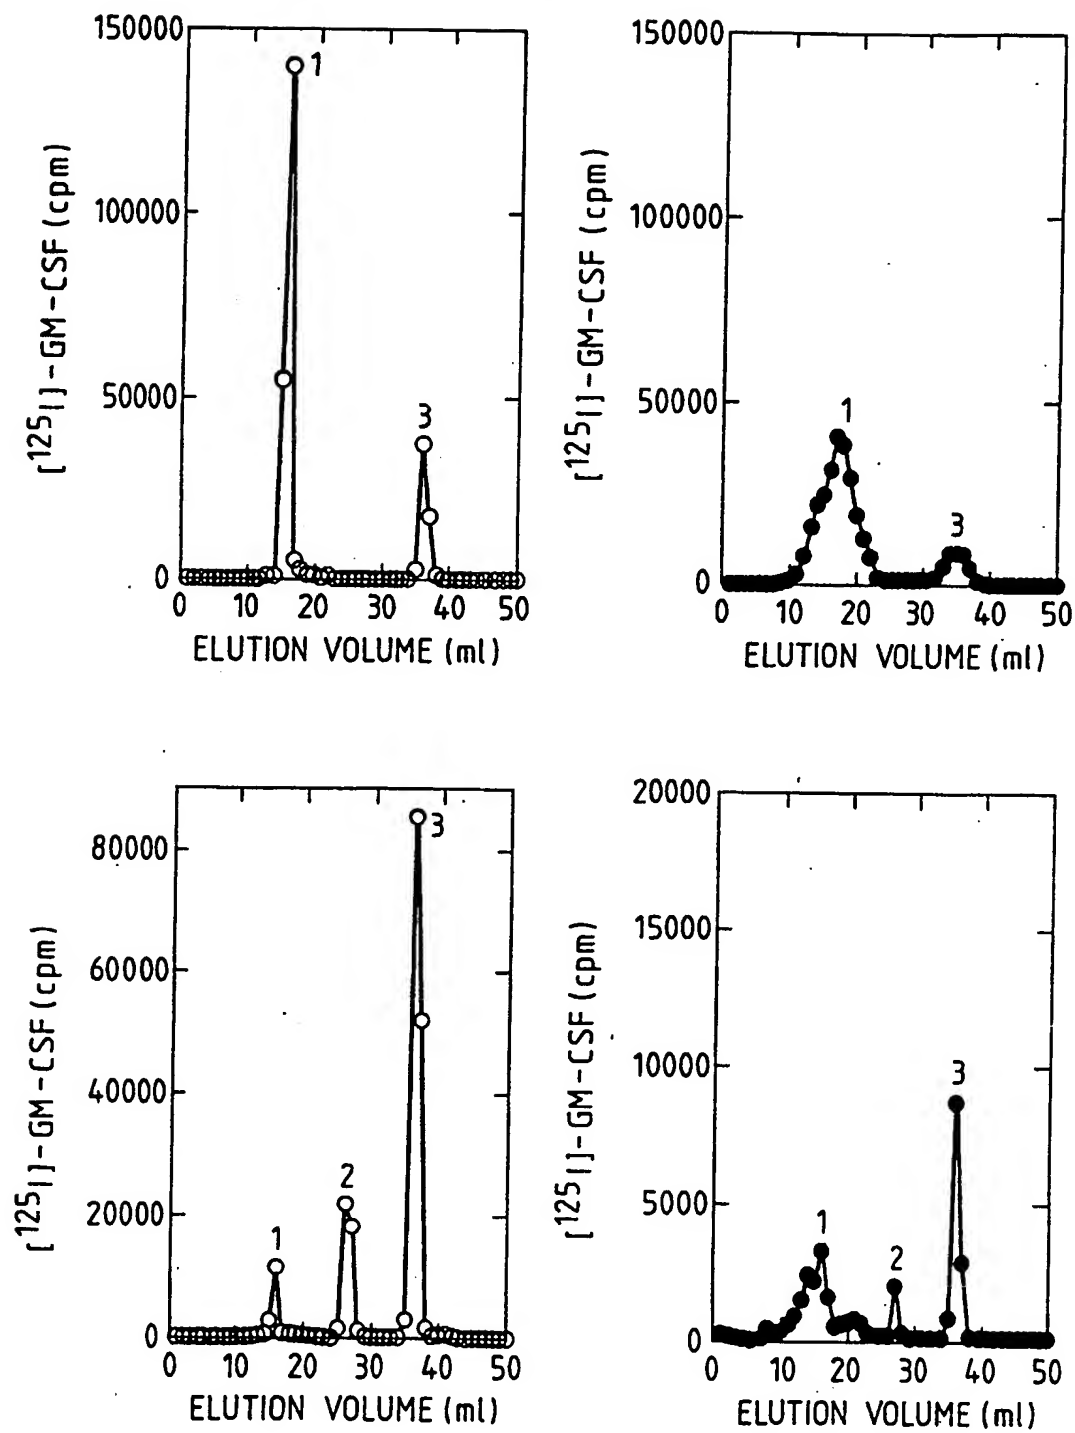 150000
100000
50000
0
[¹²⁵I]-GM-CSF (cpm)
1
3
0 10 20 30 40 50
ELUTION VOLUME (ml)
150000
100000
50000
0
[¹²⁵I]-GM-CSF (cpm)
1
3
0 10 20 30 40 50
ELUTION VOLUME (ml)
80000
60000
40000
20000
0
[¹²⁵I]-GM-CSF (cpm)
1
2
3
0 10 20 30 40 50
ELUTION VOLUME (ml)
20000
15000
10000
5000
0
[¹²⁵I]-GM-CSF (cpm)
1
2
3
0 10 20 30 40 50
ELUTION VOLUME (ml)